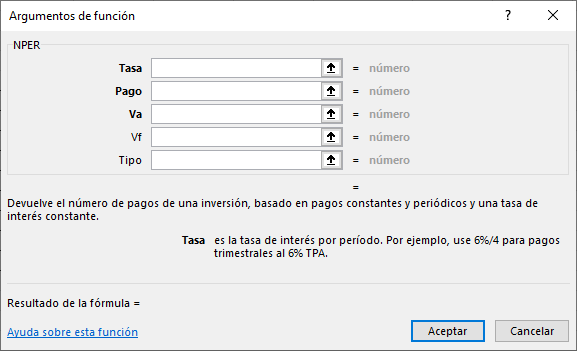 Argumentos de función ? ×
NPER
Tasa = número
Pago = número
Va = número
Vf = número
Tipo = número
=
Devuelve el número de pagos de una inversión, basado en pagos constantes y periódicos y una tasa de
interés constante.
Tasa es la tasa de interés por período. Por ejemplo, use 6%/4 para pagos
trimestrales al 6% TPA.
Resultado de la fórmula =
Ayuda sobre esta función Aceptar Cancelar